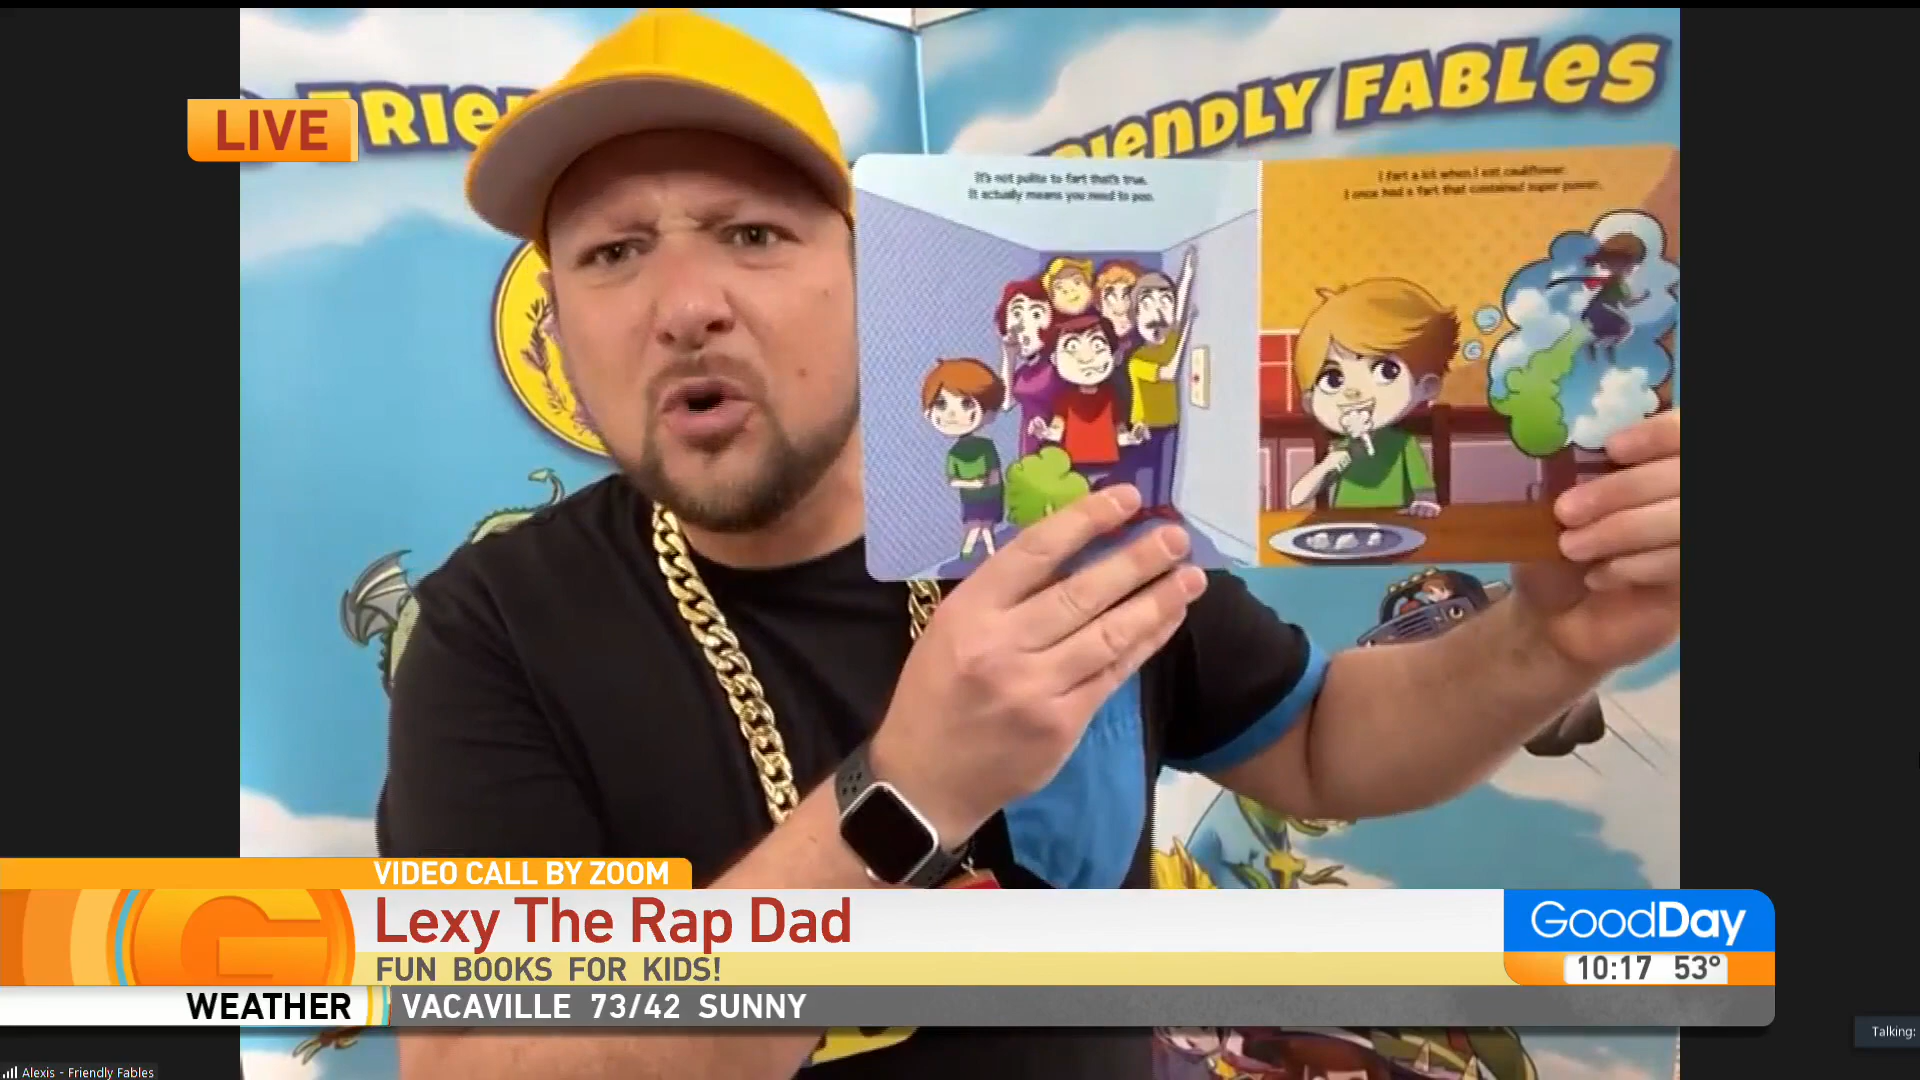 FRIEN
FRIENDLY FABLES
LIVE
It's not polite to fart that's true.
It actually means you need to poo.
I fart a lot when I eat cauliflower.
I once had a fart that contained super power.
VIDEO CALL BY ZOOM
Lexy The Rap Dad
FUN BOOKS FOR KIDS!
GoodDay
10:17 53°
WEATHER
VACAVILLE 73/42 SUNNY
Talking:
Alexis - Friendly Fables